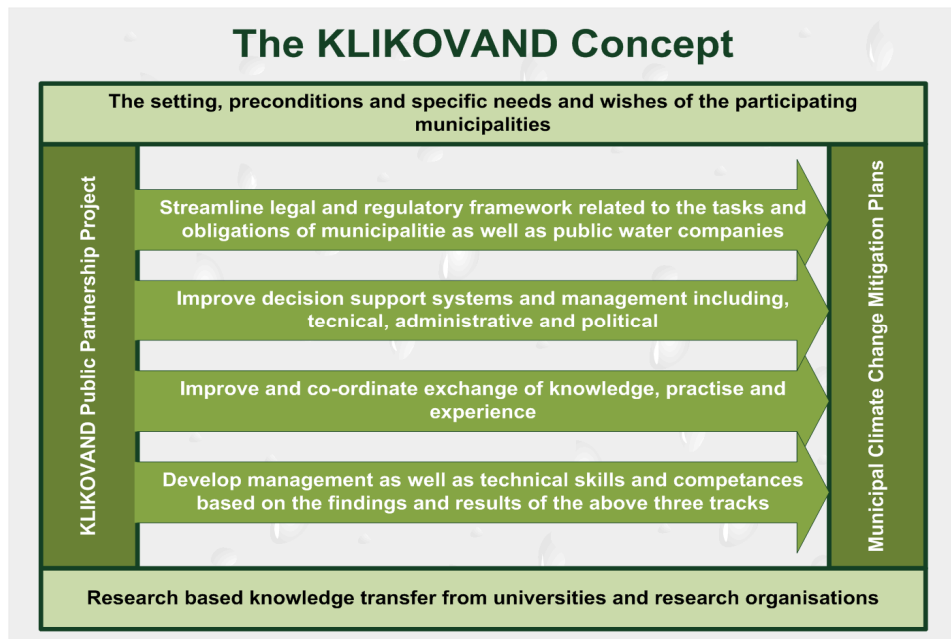 The KLIKOVAND Concept
The setting, preconditions and specific needs and wishes of the participating
municipalities
KLIKOVAND Public Partnership Project
Streamline legal and regulatory framework related to the tasks and
obligations of municipalitie as well as public water companies
Improve decision support systems and management including,
tecnical, administrative and political
Improve and co-ordinate exchange of knowledge, practise and
experience
Develop management as well as technical skills and competances
based on the findings and results of the above three tracks
Municipal Climate Change Mitigation Plans
Research based knowledge transfer from universities and research organisations